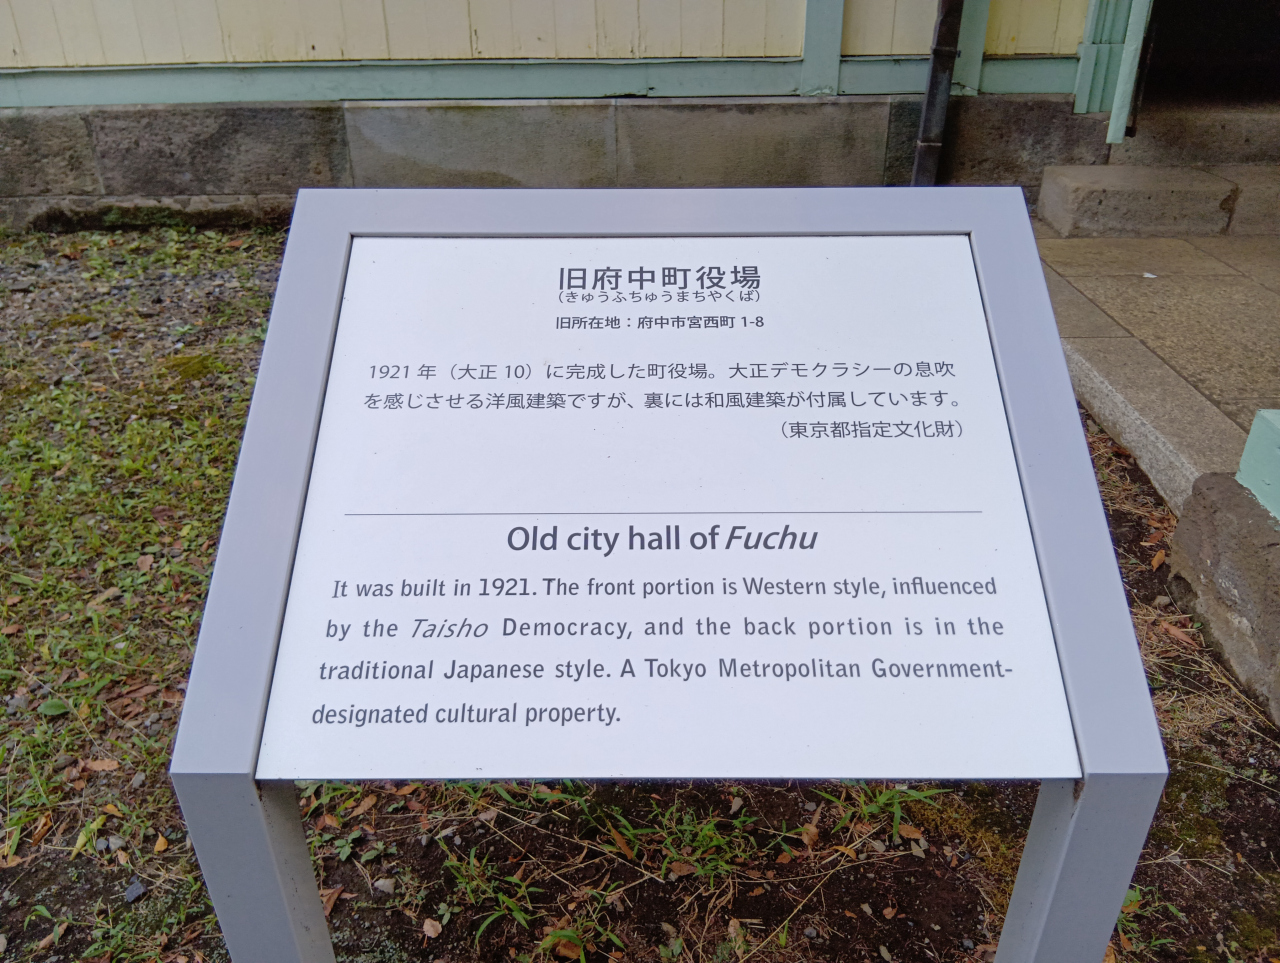 旧府中町役場
（きゅうふちゅうまちやくば）
旧所在地：府中市宮西町 1-8
1921 年（大正 10）に完成した町役場。大正デモクラシーの息吹
を感じさせる洋風建築ですが、裏には和風建築が付属しています。
（東京都指定文化財）
Old city hall of Fuchu
It was built in 1921. The front portion is Western style, influenced
by the Taisho Democracy, and the back portion is in the
traditional Japanese style. A Tokyo Metropolitan Government-
designated cultural property.